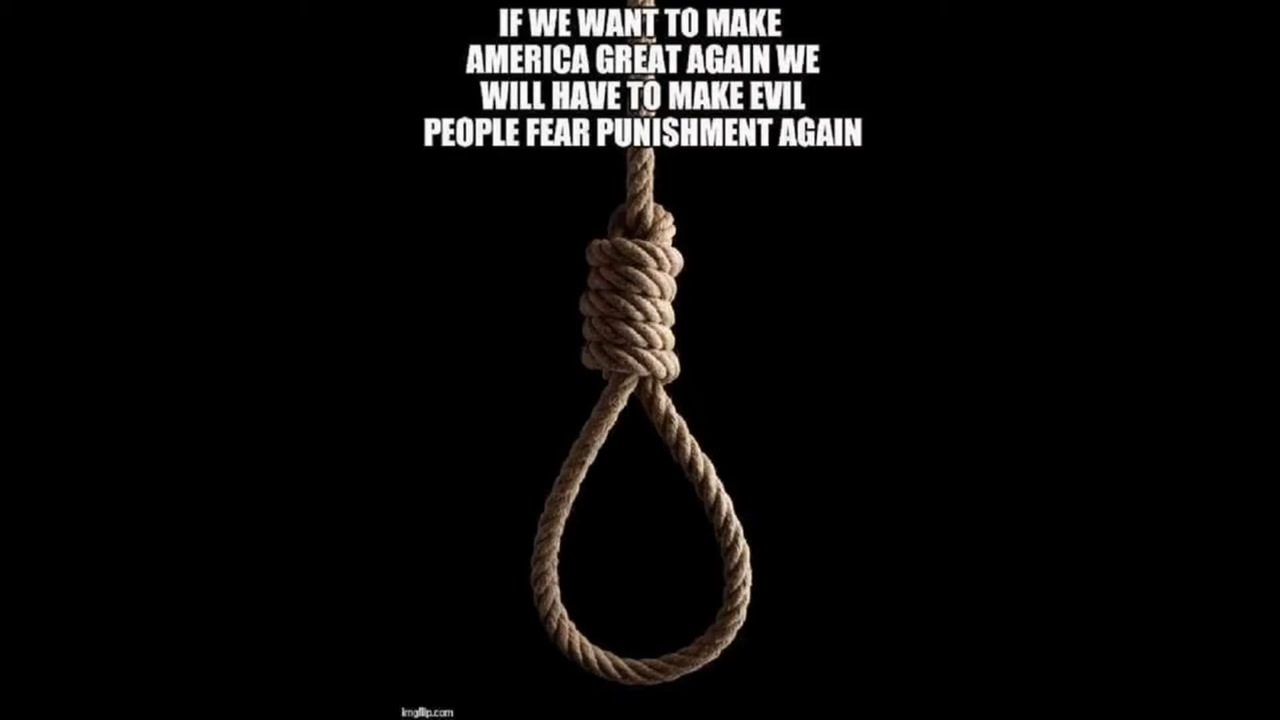 IF WE WANT TO MAKE
AMERICA GREAT AGAIN WE
WILL HAVE TO MAKE EVIL
PEOPLE FEAR PUNISHMENT AGAIN
imgflip.com